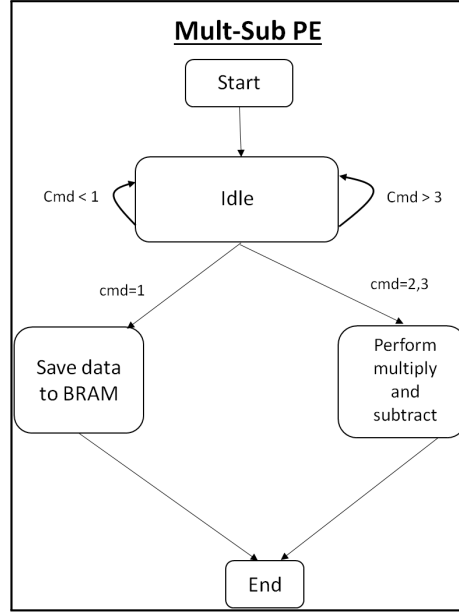 Mult-Sub PE
Start
Cmd < 1
Idle
Cmd > 3
cmd=1
cmd=2,3
Save data
to BRAM
Perform
multiply
and
subtract
End